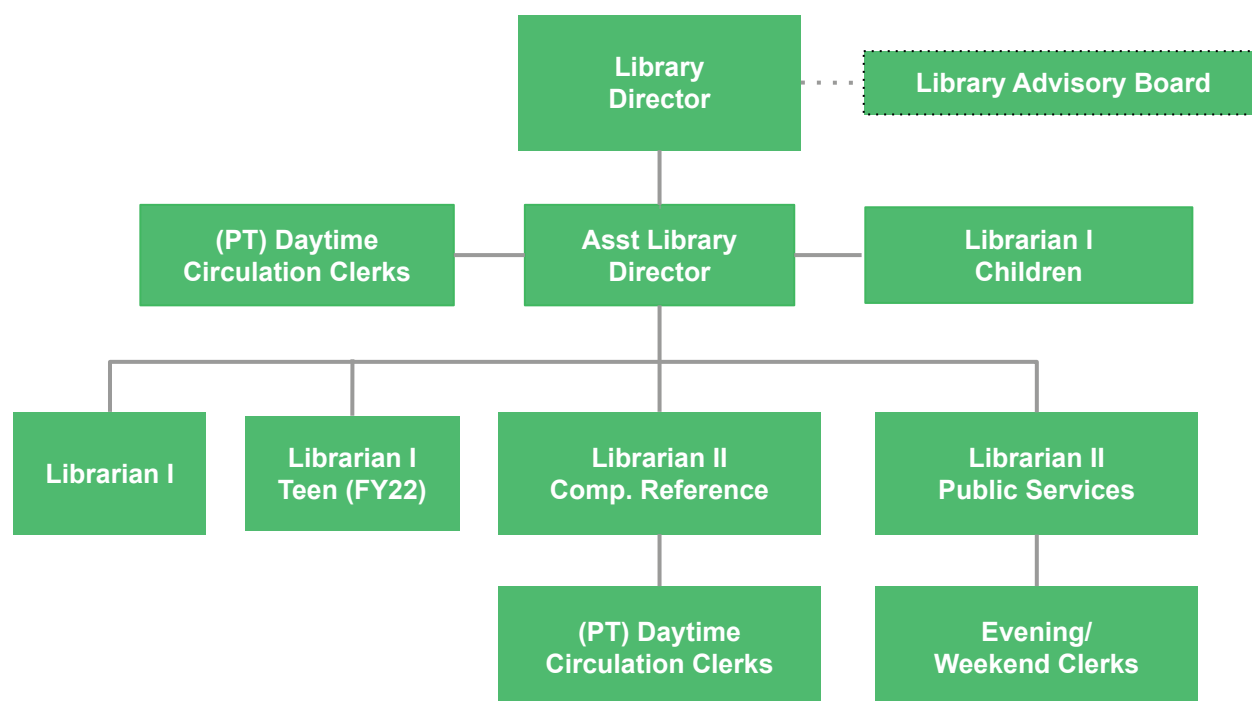 Library
Director
Library Advisory Board
(PT) Daytime
Circulation Clerks
Asst Library
Director
Librarian I
Children
Librarian I
Librarian I
Teen (FY22)
Librarian II
Comp. Reference
Librarian II
Public Services
(PT) Daytime
Circulation Clerks
Evening/
Weekend Clerks